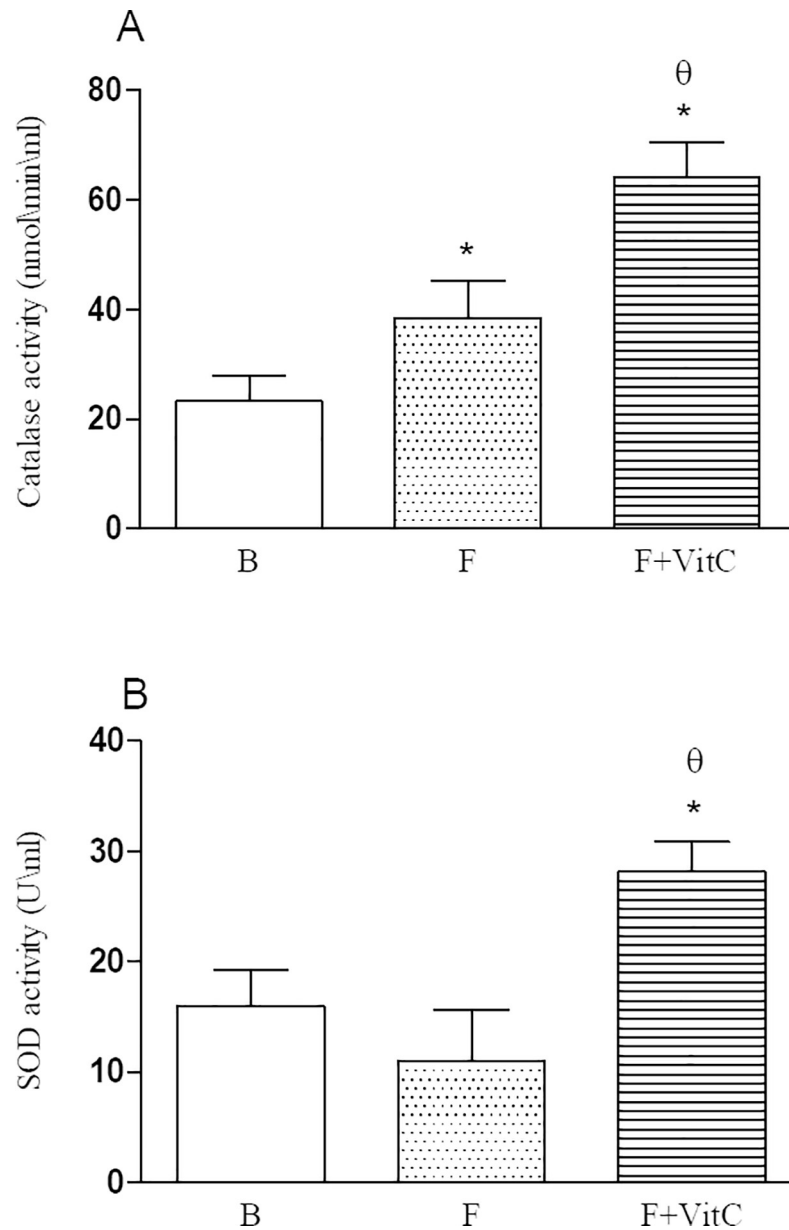 A
θ
*
*
80
60
40
20
0
Catalase activity (nmol\min\ml)
B
F
F+VitC
B
θ
*
40
30
20
10
0
SOD activity (U\ml)
B
F
F+VitC